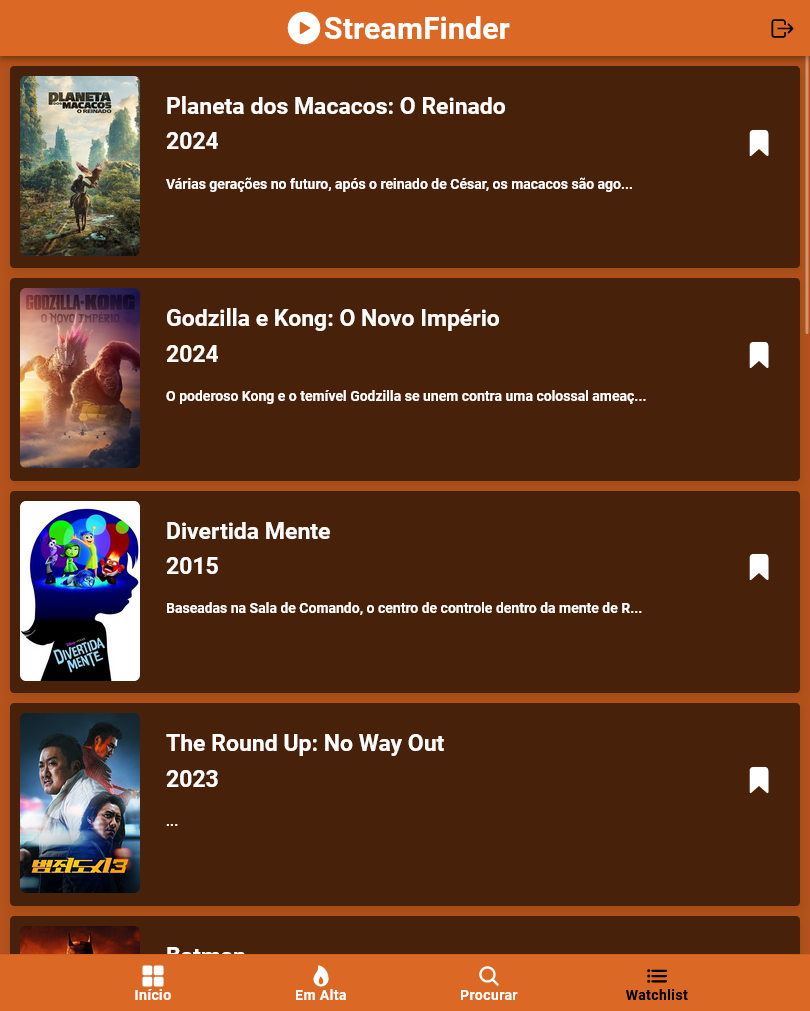 StreamFinder
PLANETA
DOS MACACOS
O REINADO
Planeta dos Macacos: O Reinado
2024
Várias gerações no futuro, após o reinado de César, os macacos são ago...
GODZILLA-KONG
O NOVO IMPÉRIO
Godzilla e Kong: O Novo Império
2024
O poderoso Kong e o temível Godzilla se unem contra uma colossal ameaç...
DIVERTIDA
MENTE
Divertida Mente
2015
Baseadas na Sala de Comando, o centro de controle dentro da mente de R...
범죄도시3
The Round Up: No Way Out
2023
...
Batman
Início
Em Alta
Procurar
Watchlist